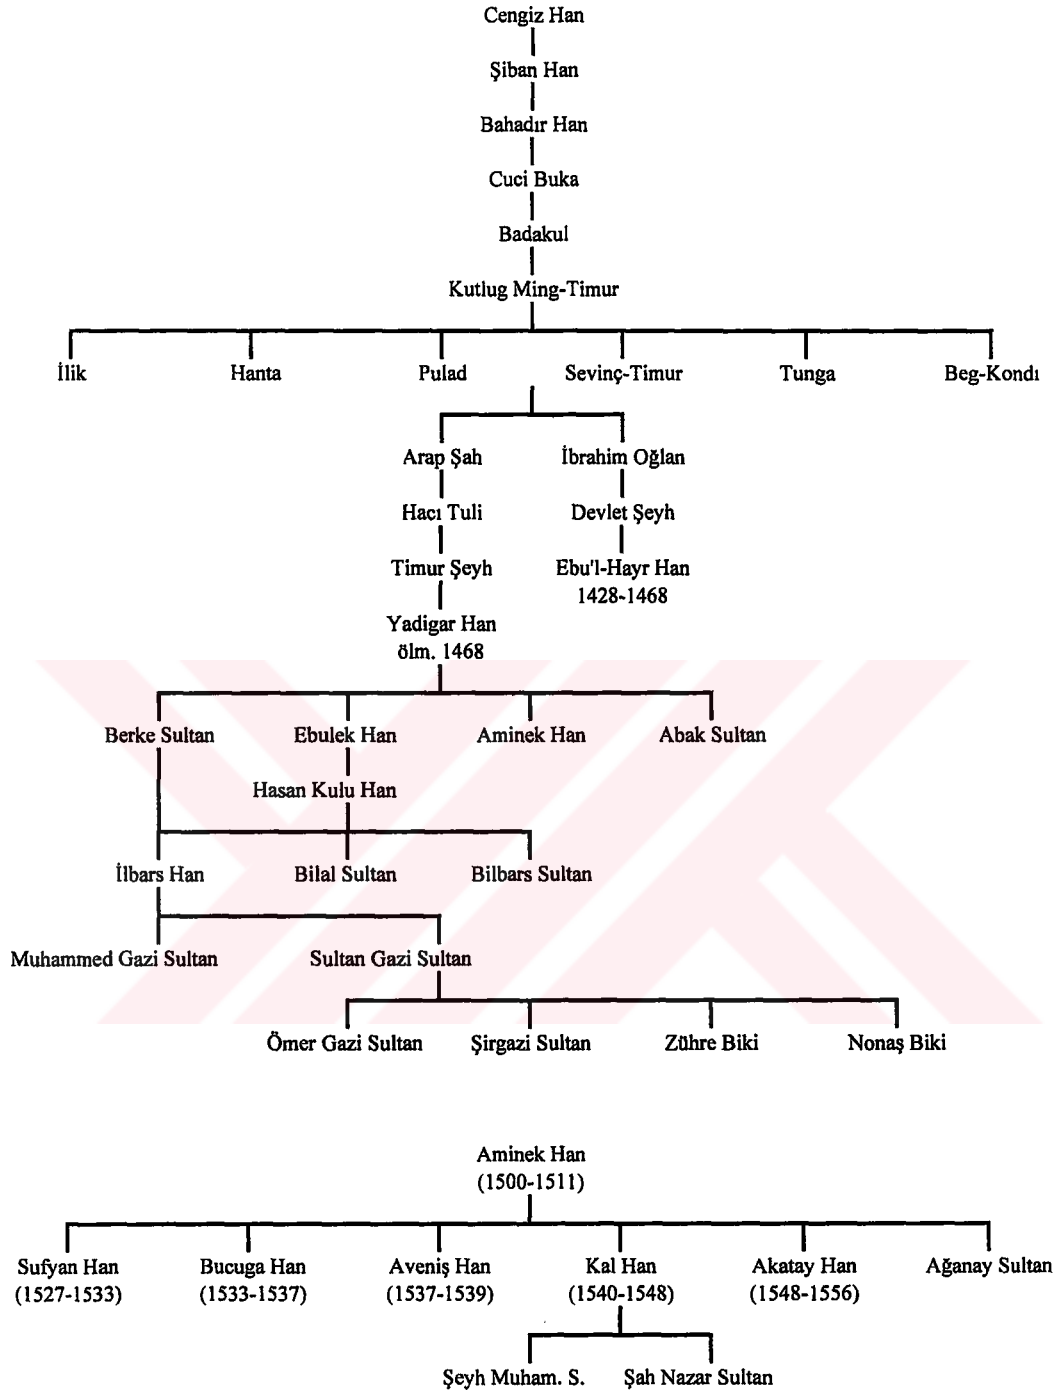 Cengiz Han
Şiban Han
Bahadır Han
Cuci Buka
Badakul
Kutlug Ming-Timur
İlik Hanta Pulad Sevinç-Timur Tunga Beg-Kondı
Arap Şah İbrahim Oğlan
Hacı Tuli Devlet Şeyh
Timur Şeyh Ebu'l-Hayr Han
1428-1468
Yadigar Han
ölm. 1468
Berke Sultan Ebulek Han Aminek Han Abak Sultan
Hasan Kulu Han
İlbars Han Bilal Sultan Bilbars Sultan
Muhammed Gazi Sultan Sultan Gazi Sultan
Ömer Gazi Sultan Şirgazi Sultan Zühre Biki Nonaş Biki
Aminek Han
(1500-1511)
Sufyan Han Bucuga Han Aveniş Han Kal Han Akatay Han Ağanay Sultan
(1527-1533) (1533-1537) (1537-1539) (1540-1548) (1548-1556)
Şeyh Muham. S. Şah Nazar Sultan